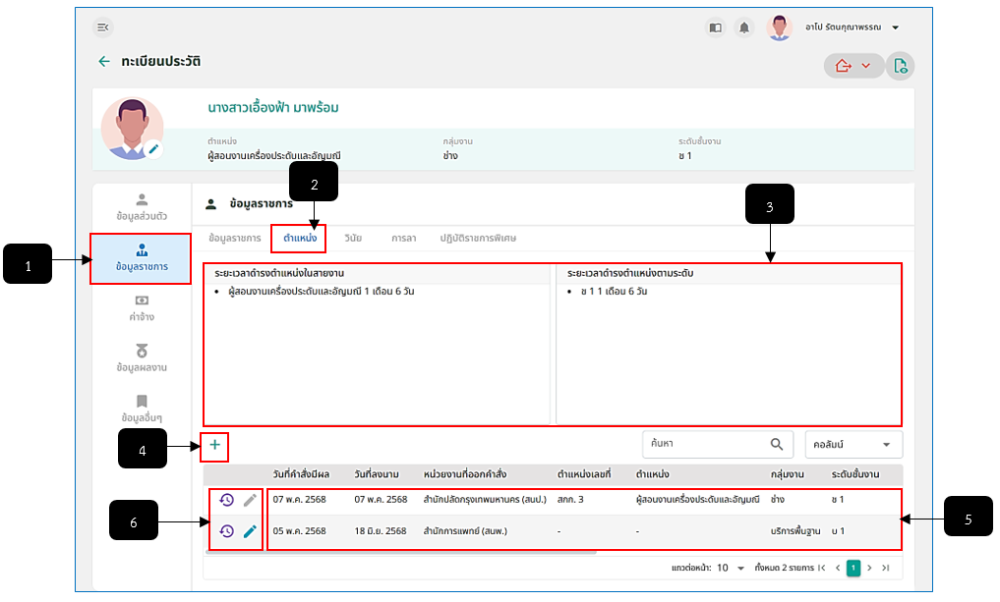 อาโป รัตนกุณาพรรณ
ทะเบียนประวัติ
นางสาวเอื้องฟ้า มาพร้อม
ตำแหน่ง กลุ่มงาน ระดับชั้นงาน
ผู้สอนงานเครื่องประดับและอัญมณี ช่าง ช 1
2
3
ข้อมูลส่วนตัว
ข้อมูลราชการ
ข้อมูลราชการ ตำแหน่ง วินัย การลา ปฏิบัติราชการพิเศษ
1
ข้อมูลราชการ
ระยะเวลาดำรงตำแหน่งในสายงาน ระยะเวลาดำรงตำแหน่งตามระดับ
• ผู้สอนงานเครื่องประดับและอัญมณี 1 เดือน 6 วัน • ช 1 1 เดือน 6 วัน
ค่าจ้าง
ข้อมูลผลงาน
ข้อมูลอื่นๆ
4
ค้นหา คอลัมน์
วันที่คำสั่งมีผล วันที่ลงนาม หน่วยงานที่ออกคำสั่ง ตำแหน่งเลขที่ ตำแหน่ง กลุ่มงาน ระดับชั้นงาน
07 พ.ค. 2568 07 พ.ค. 2568 สำนักปลัดกรุงเทพมหานคร (สนป.) สกก. 3 ผู้สอนงานเครื่องประดับและอัญมณี ช่าง ช 1
6
5
05 พ.ค. 2568 18 มิ.ย. 2568 สำนักการแพทย์ (สนพ.) - - บริการพื้นฐาน บ 1
แถวต่อหน้า: 10 ทั้งหมด 2 รายการ 1